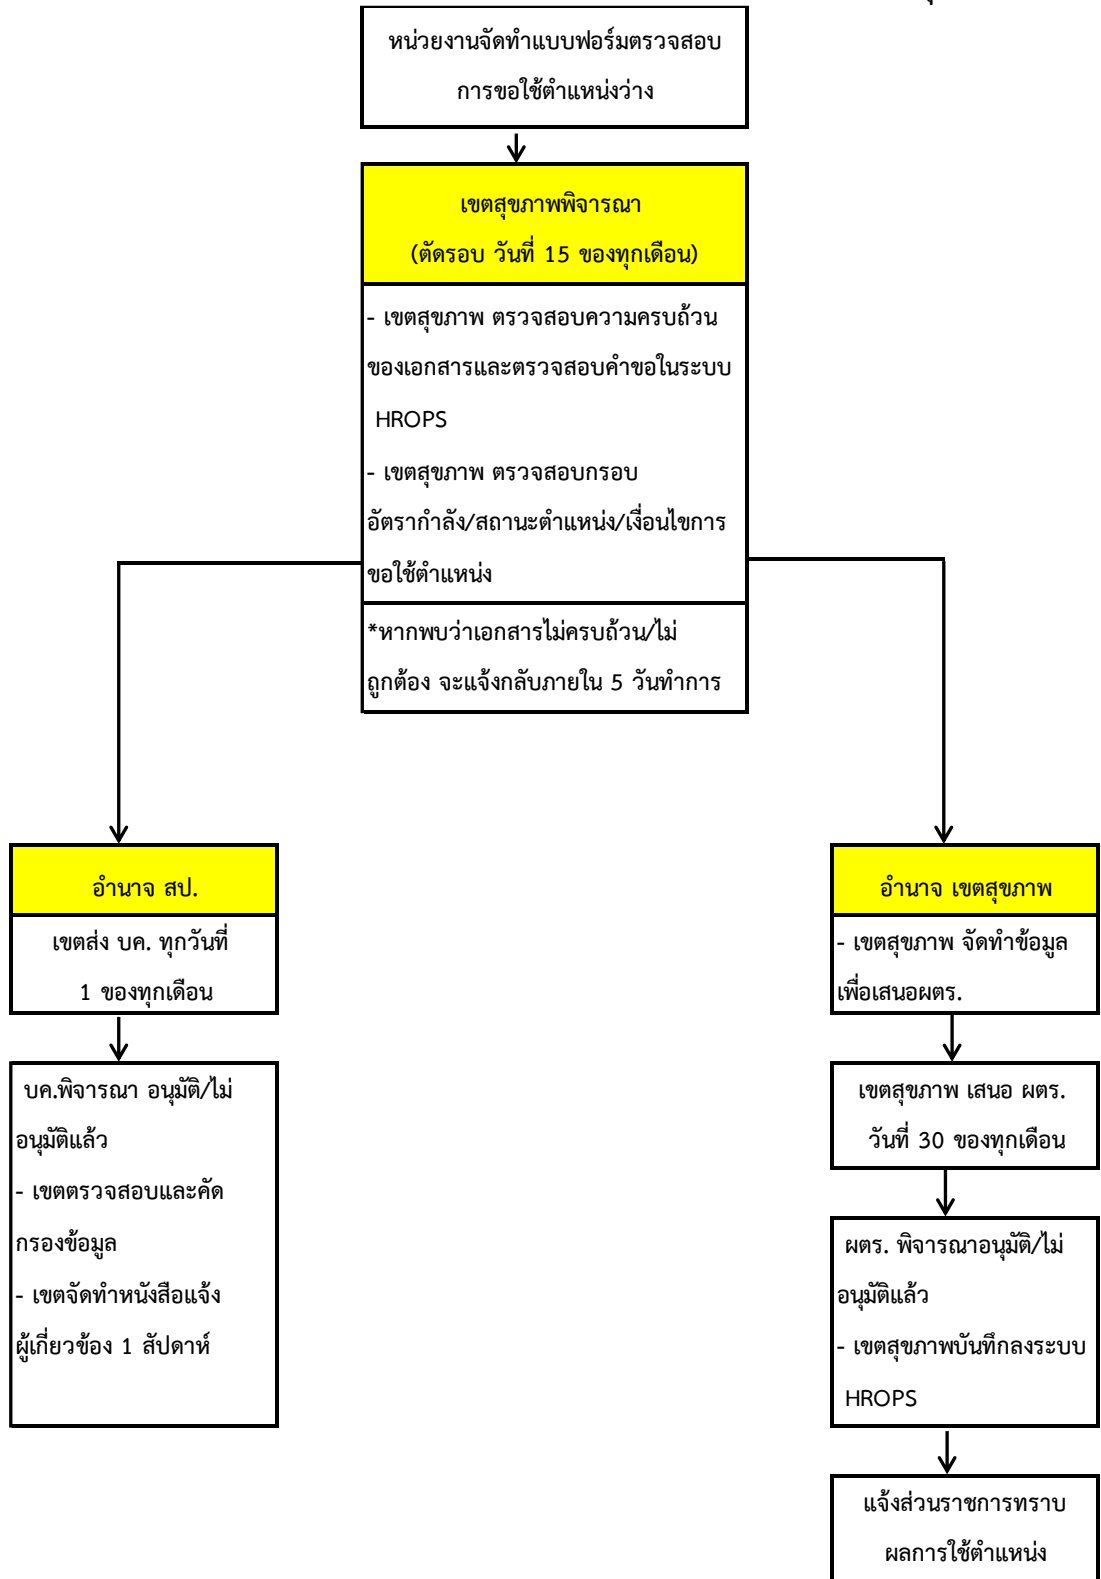 หน่วยงานจัดทำแบบฟอร์มตรวจสอบ
การขอใช้ตำแหน่งว่าง
เขตสุขภาพพิจารณา
(ตัดรอบ วันที่ 15 ของทุกเดือน)
- เขตสุขภาพ ตรวจสอบความครบถ้วน
ของเอกสารและตรวจสอบคำขอในระบบ
HROPS
- เขตสุขภาพ ตรวจสอบกรอบ
อัตรากำลัง/สถานะตำแหน่ง/เงื่อนไขการ
ขอใช้ตำแหน่ง
*หากพบว่าเอกสารไม่ครบถ้วน/ไม่
ถูกต้อง จะแจ้งกลับภายใน 5 วันทำการ
อำนาจ สป.
เขตส่ง บค. ทุกวันที่
1 ของทุกเดือน
บค.พิจารณา อนุมัติ/ไม่
อนุมัติแล้ว
- เขตตรวจสอบและคัด
กรองข้อมูล
- เขตจัดทำหนังสือแจ้ง
ผู้เกี่ยวข้อง 1 สัปดาห์
อำนาจ เขตสุขภาพ
- เขตสุขภาพ จัดทำข้อมูล
เพื่อเสนอผตร.
เขตสุขภาพ เสนอ ผตร.
วันที่ 30 ของทุกเดือน
ผตร. พิจารณาอนุมัติ/ไม่
อนุมัติแล้ว
- เขตสุขภาพบันทึกลงระบบ
HROPS
แจ้งส่วนราชการทราบ
ผลการใช้ตำแหน่ง